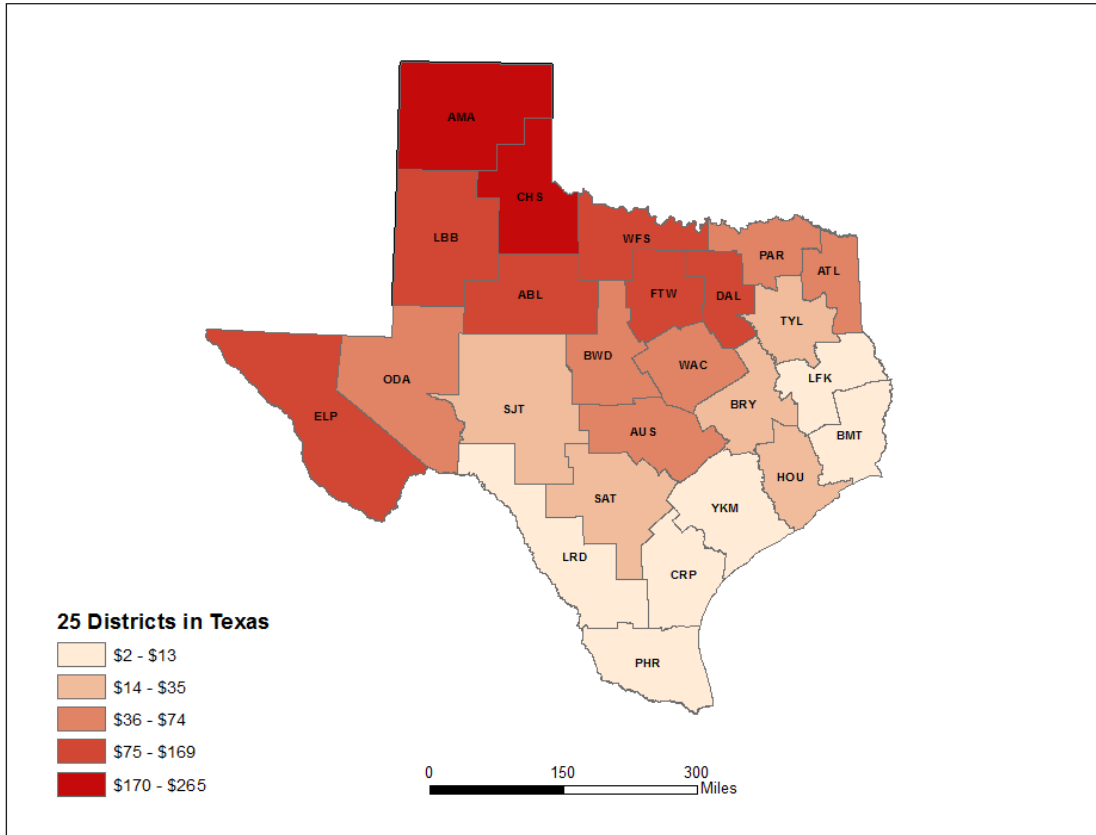 AMA
CHS
LBB
WFS
PAR
ATL
ABL
FTW
DAL
TYL
BWD
WAC
LFK
ODA
SJT
BRY
ELP
AUS
BMT
HOU
SAT
YKM
LRD
CRP
PHR
25 Districts in Texas
$2 - $13
$14 - $35
$36 - $74
$75 - $169
$170 - $265
0 150 300
Miles